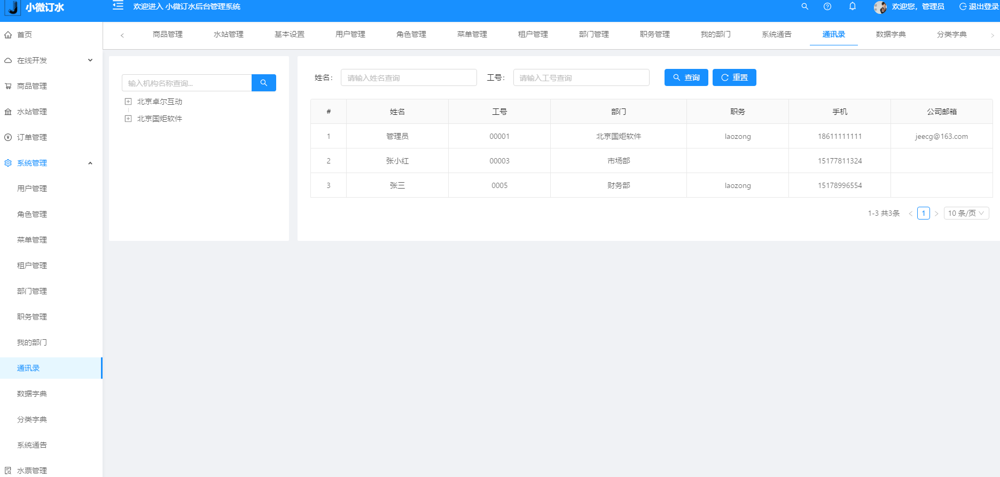 小微订水
欢迎进入 小微订水后台管理系统
欢迎您，管理员
退出登录
首页
在线开发
商品管理
水站管理
订单管理
系统管理
用户管理
角色管理
菜单管理
租户管理
部门管理
职务管理
我的部门
通讯录
数据字典
分类字典
系统通告
水票管理
商品管理 水站管理 基本设置 用户管理 角色管理 菜单管理 租户管理 部门管理 职务管理 我的部门 系统通告 通讯录 数据字典 分类字典
输入机构名称查询...
北京卓尔互动
北京国炬软件
姓名： 请输入姓名查询 工号： 请输入工号查询 查询 重置
# 姓名 工号 部门 职务 手机 公司邮箱
1 管理员 00001 北京国炬软件 laozong 18611111111 jeecg@163.com
2 张小红 00003 市场部 15177811324
3 张三 0005 财务部 laozong 15178996554
1-3 共3条 < 1 > 10 条/页